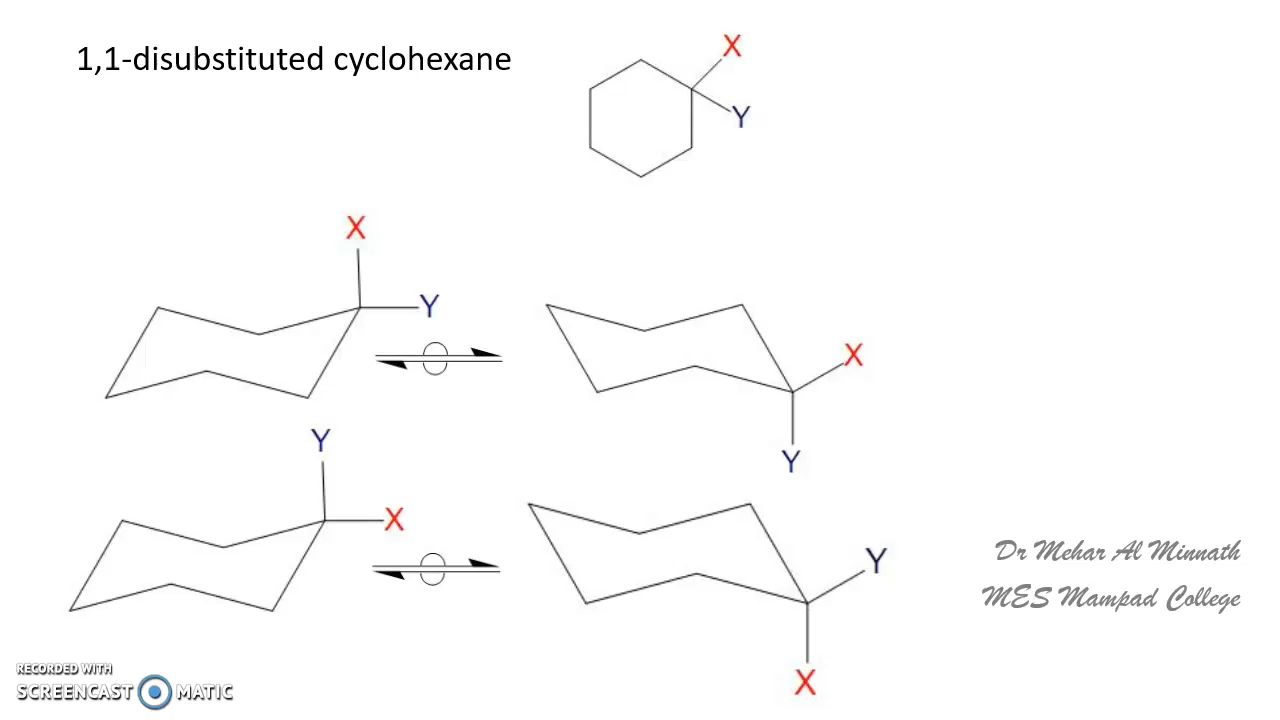 1,1-disubstituted cyclohexane
X
Y
X
Y
X
Y
Y
X
Y
X
Dr Mehar Al Minnath
MES Mampad College
RECORDED WITH
SCREENCAST MATIC